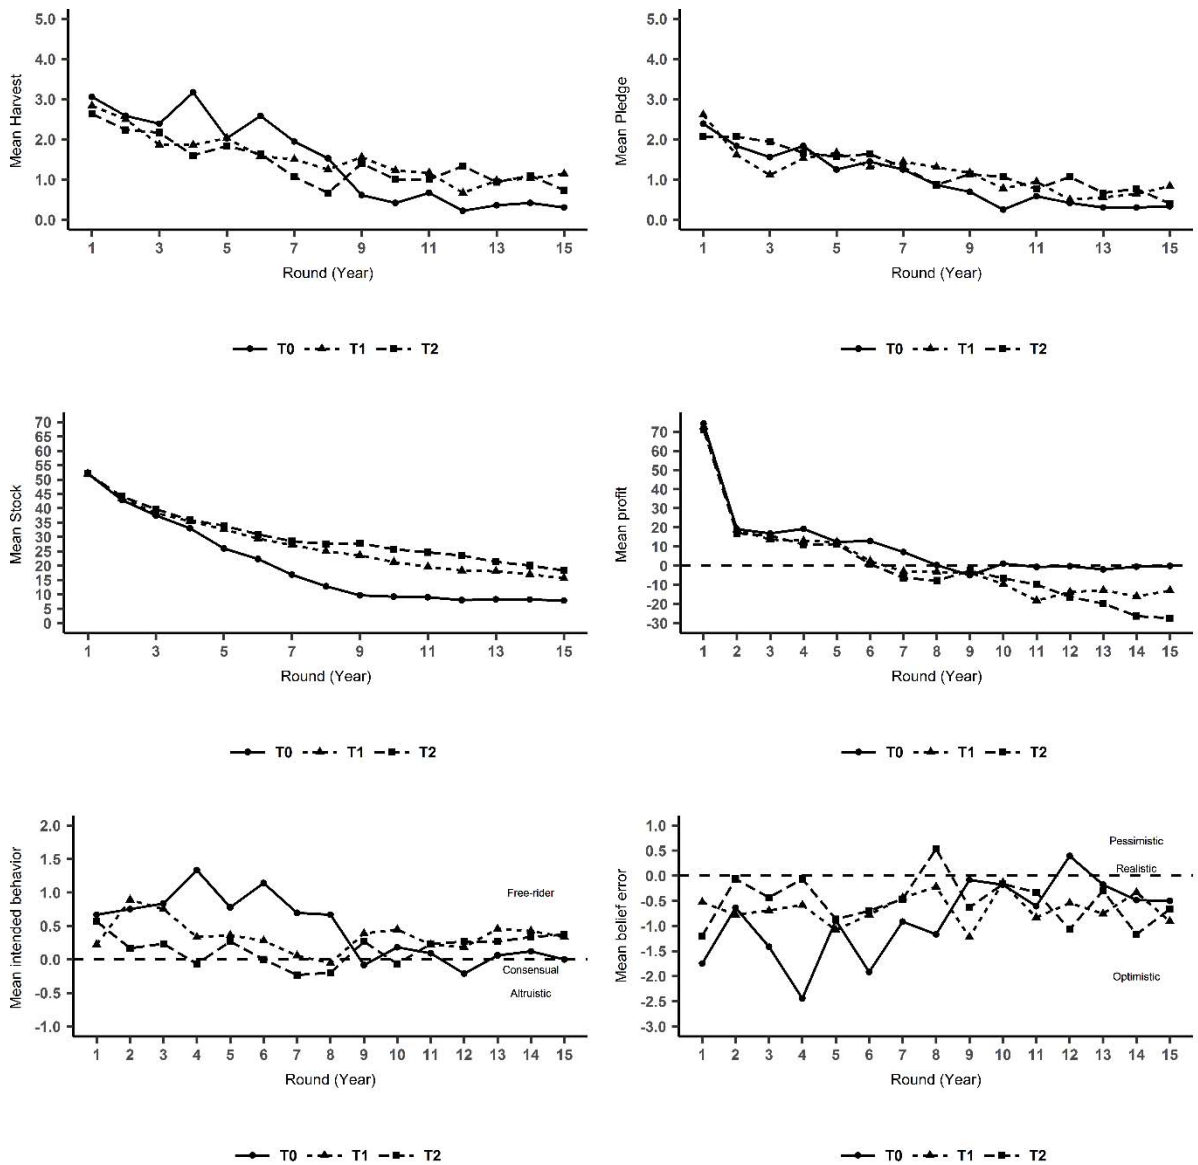 Mean Harvest
5.0
4.0
3.0
2.0
1.0
0.0
1 3 5 7 9 11 13 15
Round (Year)
T0 T1 T2
Mean Pledge
5.0
4.0
3.0
2.0
1.0
0.0
1 3 5 7 9 11 13 15
Round (Year)
T0 T1 T2
Mean Stock
70
65
60
55
50
45
40
35
30
25
20
15
10
5
0
1 3 5 7 9 11 13 15
Round (Year)
T0 T1 T2
Mean profit
70
60
50
40
30
20
10
0
-10
-20
-30
1 2 3 4 5 6 7 8 9 10 11 12 13 14 15
Round (Year)
T0 T1 T2
Mean intended behavior
2.0
1.5
1.0
0.5
0.0
-0.5
-1.0
Free-rider
Consensual
Altruistic
1 2 3 4 5 6 7 8 9 10 11 12 13 14 15
Round (Year)
T0 T1 T2
Mean belief error
1.0
0.5
0.0
-0.5
-1.0
-1.5
-2.0
-2.5
-3.0
Pessimistic
Realistic
Optimistic
1 2 3 4 5 6 7 8 9 10 11 12 13 14 15
Round (Year)
T0 T1 T2